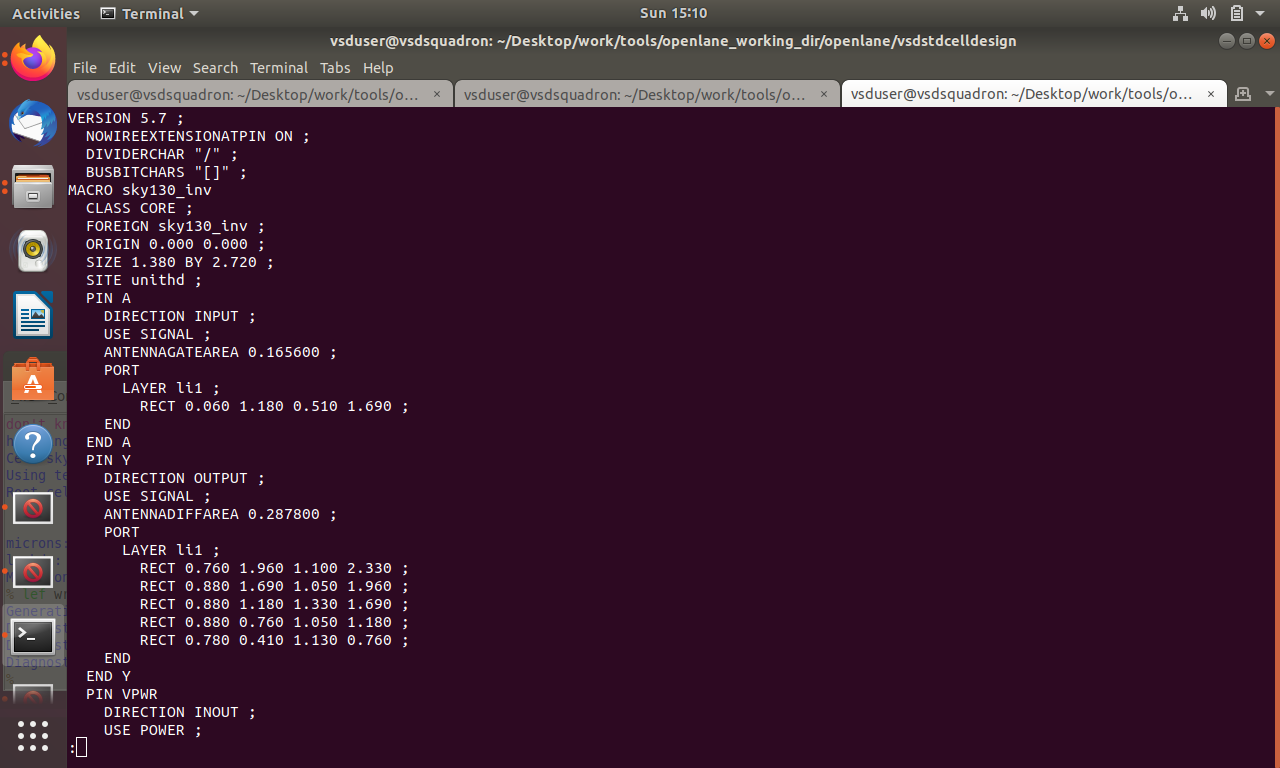 Activities Terminal Sun 15:10
vsduser@vsdsquadron: ~/Desktop/work/tools/openlane_working_dir/openlane/vsdstdcelldesign
File Edit View Search Terminal Tabs Help
vsduser@vsdsquadron: ~/Desktop/work/tools/o... × vsduser@vsdsquadron: ~/Desktop/work/tools/o... × vsduser@vsdsquadron: ~/Desktop/work/tools/o... ×
VERSION 5.7 ;
NOWIREEXTENSIONATPIN ON ;
DIVIDERCHAR "/" ;
BUSBITCHARS "[]" ;
MACRO sky130_inv
CLASS CORE ;
FOREIGN sky130_inv ;
ORIGIN 0.000 0.000 ;
SIZE 1.380 BY 2.720 ;
SITE unithd ;
PIN A
DIRECTION INPUT ;
USE SIGNAL ;
ANTENNAGATEAREA 0.165600 ;
PORT
LAYER li1 ;
RECT 0.060 1.180 0.510 1.690 ;
END
END A
PIN Y
DIRECTION OUTPUT ;
USE SIGNAL ;
ANTENNADIFFAREA 0.287800 ;
PORT
LAYER li1 ;
RECT 0.760 1.960 1.100 2.330 ;
RECT 0.880 1.690 1.050 1.960 ;
RECT 0.880 1.180 1.330 1.690 ;
RECT 0.880 0.760 1.050 1.180 ;
RECT 0.780 0.410 1.130 0.760 ;
END
END Y
PIN VPWR
DIRECTION INOUT ;
USE POWER ;
: